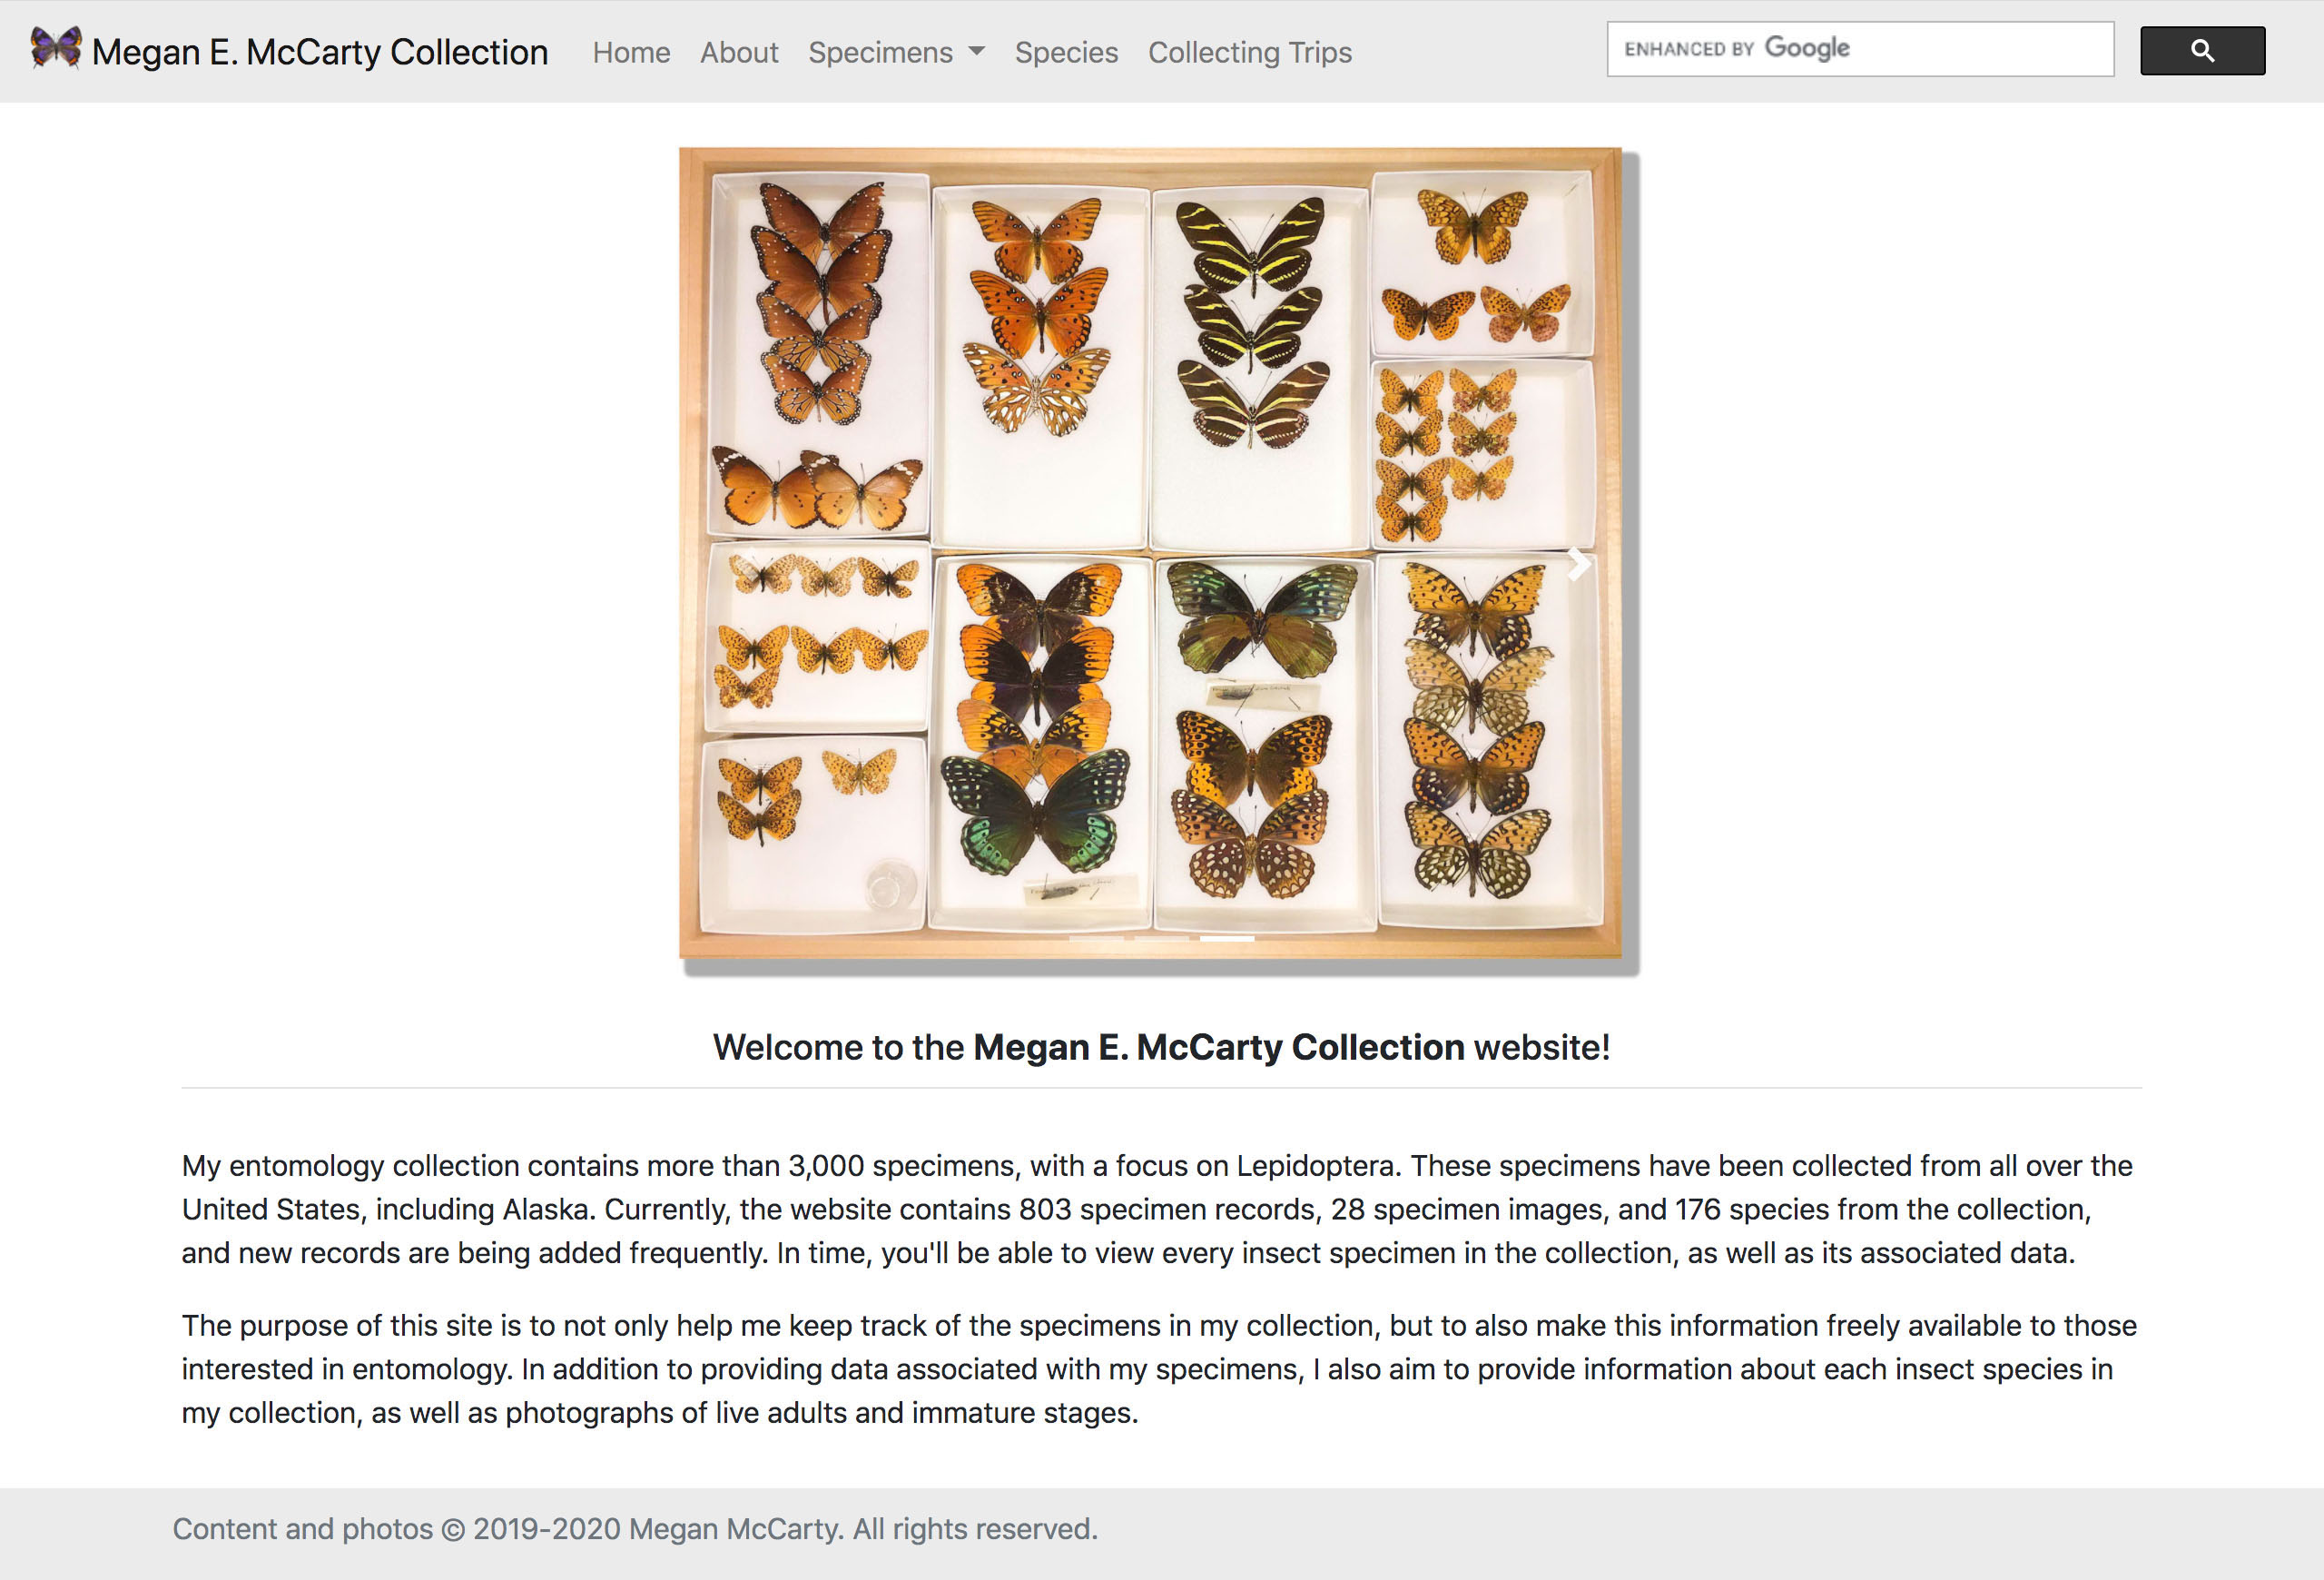 Megan E. McCarty Collection Home About Specimens Species Collecting Trips ENHANCED BY Google
Welcome to the Megan E. McCarty Collection website!
My entomology collection contains more than 3,000 specimens, with a focus on Lepidoptera. These specimens have been collected from all over the
United States, including Alaska. Currently, the website contains 803 specimen records, 28 specimen images, and 176 species from the collection,
and new records are being added frequently. In time, you'll be able to view every insect specimen in the collection, as well as its associated data.
The purpose of this site is to not only help me keep track of the specimens in my collection, but to also make this information freely available to those
interested in entomology. In addition to providing data associated with my specimens, I also aim to provide information about each insect species in
my collection, as well as photographs of live adults and immature stages.
Content and photos © 2019-2020 Megan McCarty. All rights reserved.